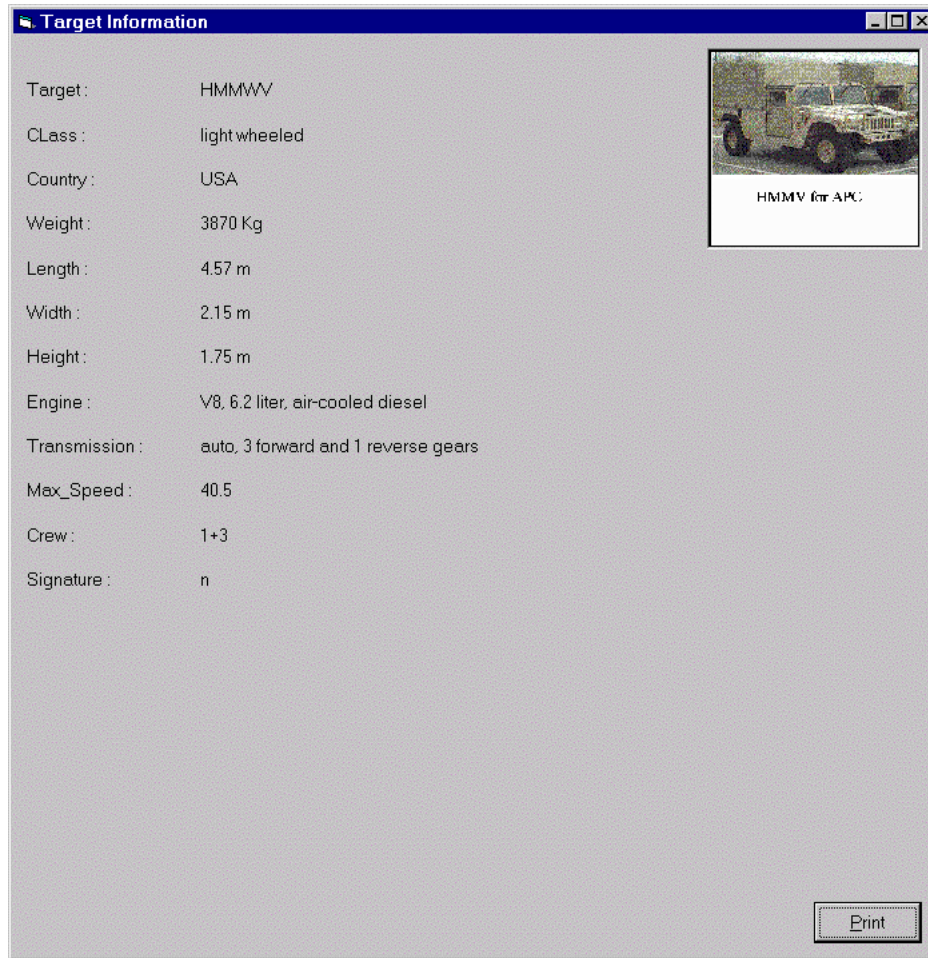 Target Information
Target : HMMWV
CLass : light wheeled
Country : USA
Weight : 3870 Kg
Length : 4.57 m
Width : 2.15 m
Height : 1.75 m
Engine : V8, 6.2 liter, air-cooled diesel
Transmission : auto, 3 forward and 1 reverse gears
Max_Speed : 40.5
Crew : 1+3
Signature : n
HMMV for APG
Print